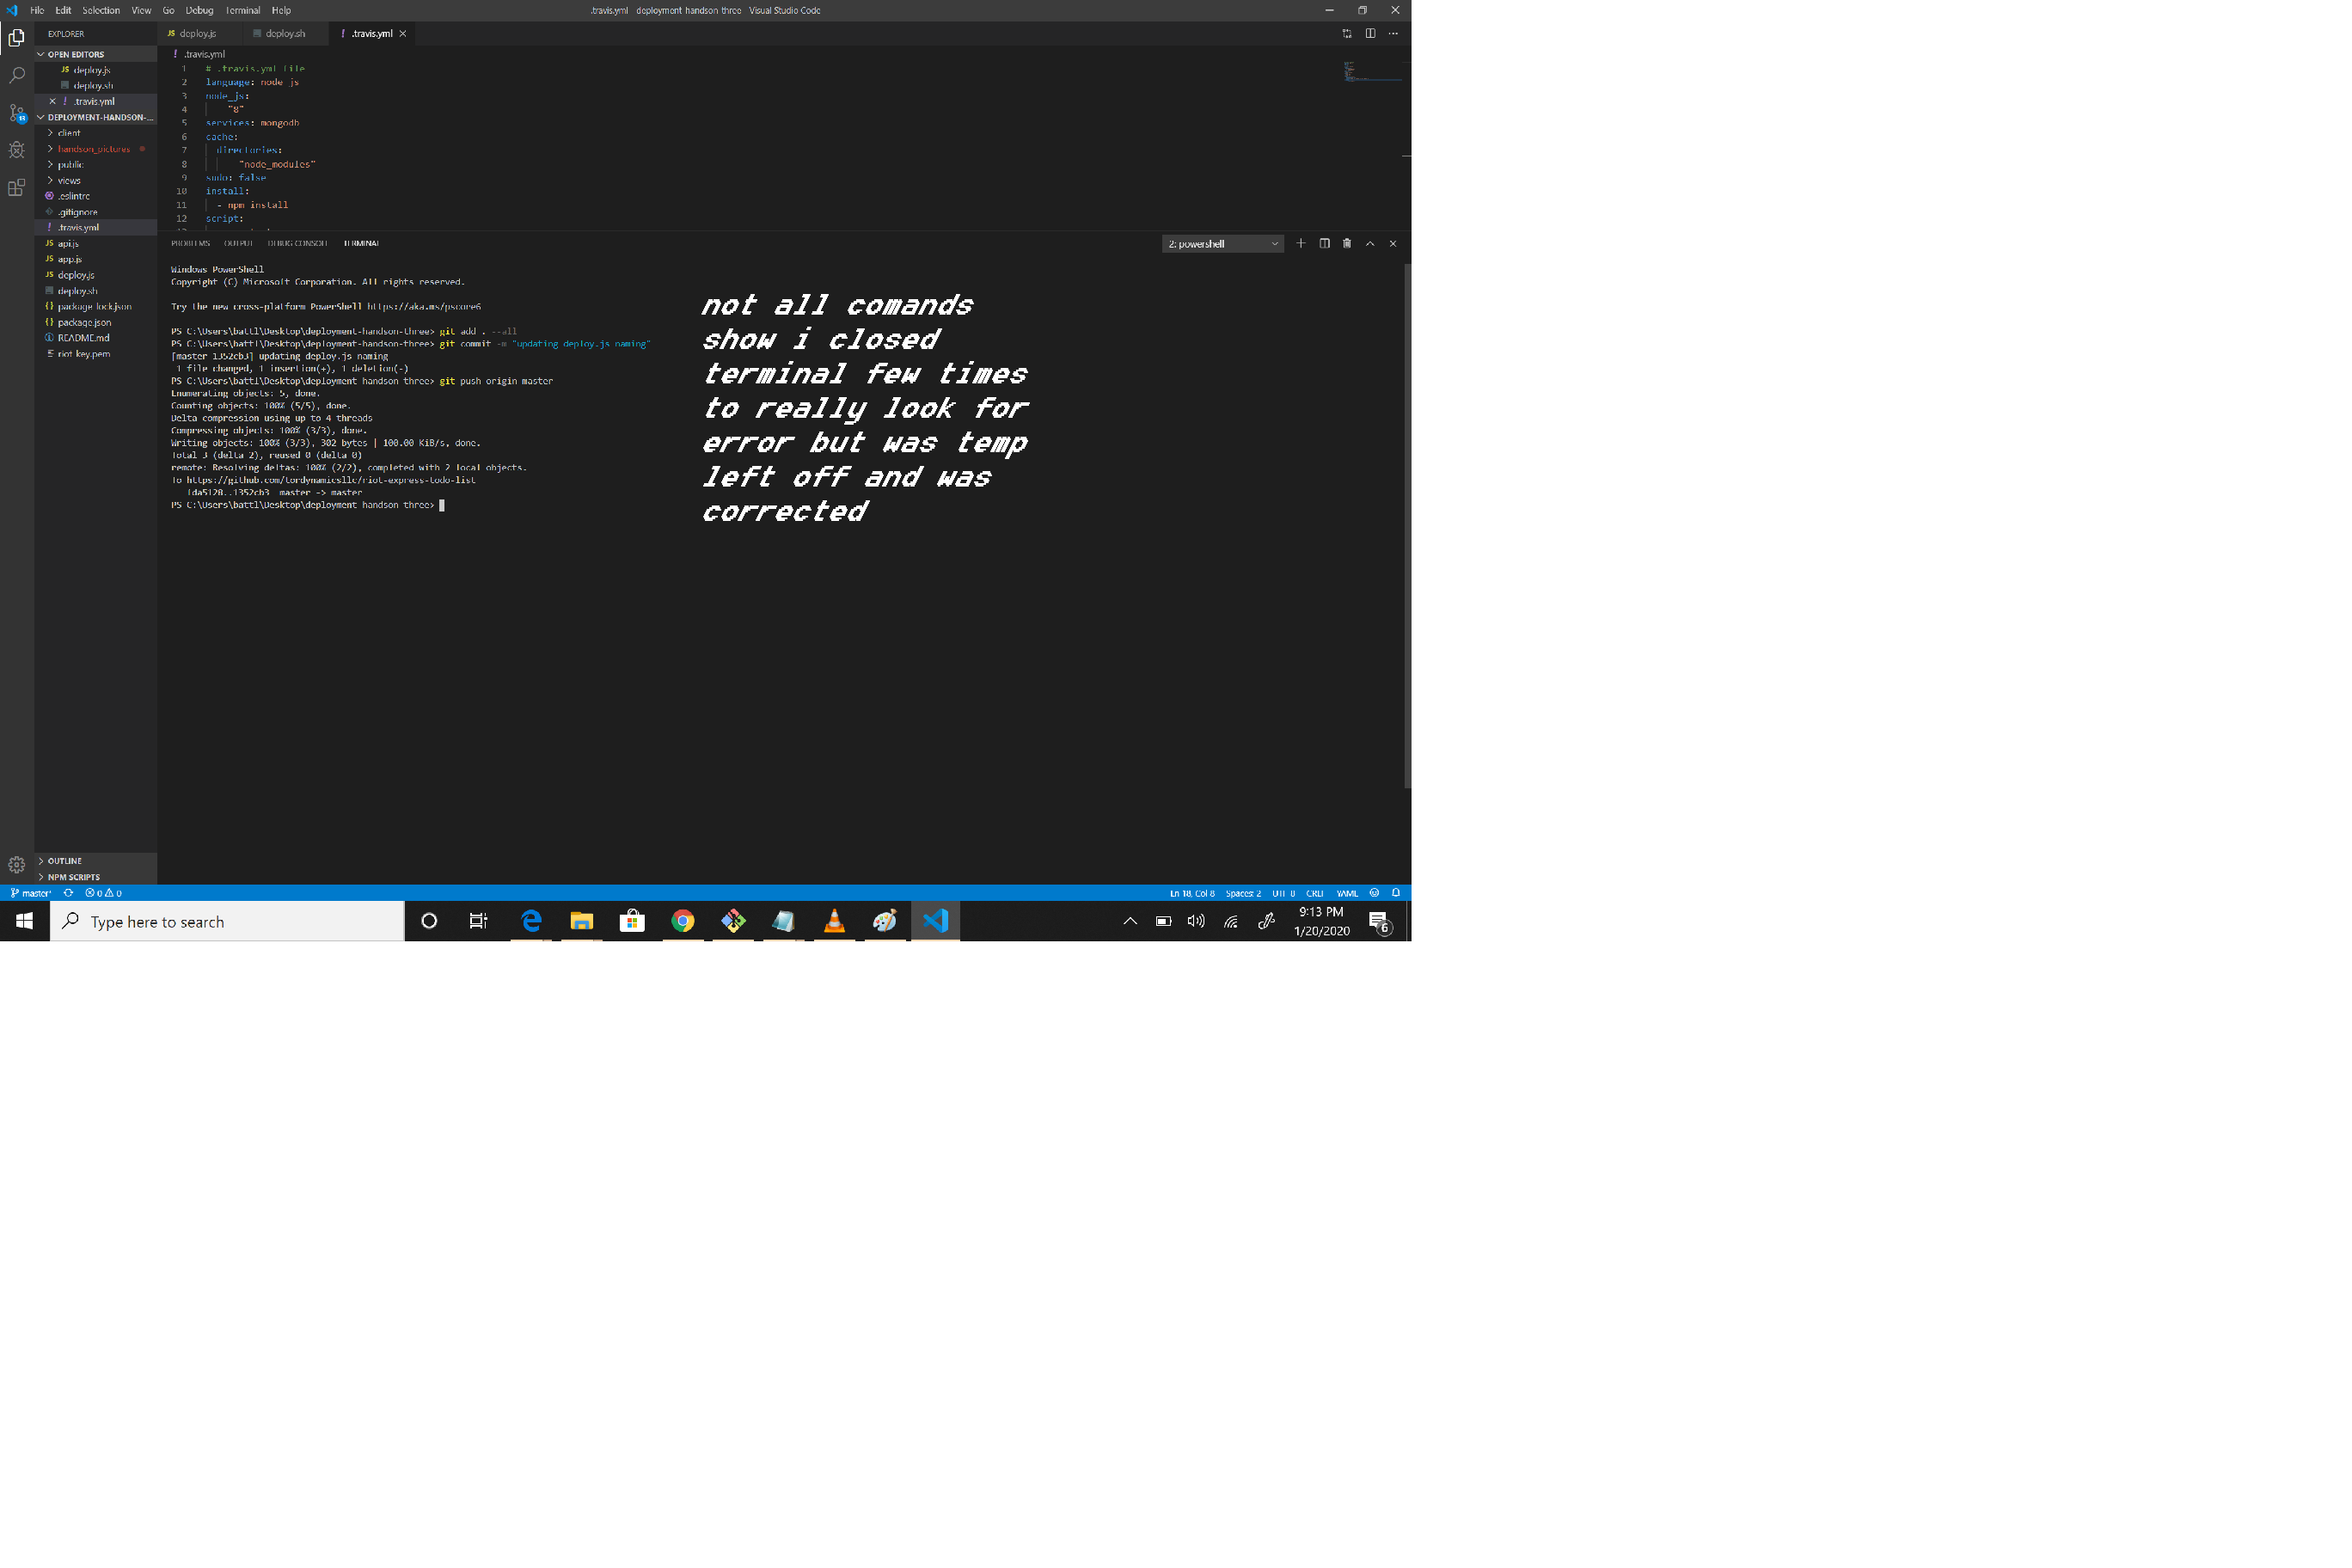 File Edit Selection View Go Debug Terminal Help
.travis.yml - deployment-handson-three - Visual Studio Code
EXPLORER
OPEN EDITORS
deploy.js
deploy.sh
.travis.yml
DEPLOYMENT-HANDSON-...
client
handson_pictures
public
views
.eslintrc
.gitignore
.travis.yml
api.js
app.js
deploy.js
deploy.sh
package-lock.json
package.json
README.md
riot-key.pem
OUTLINE
NPM SCRIPTS
deploy.js deploy.sh .travis.yml
.travis.yml
1 # .travis.yml file
2 language: node_js
3 node_js:
4 "8"
5 services: mongodb
6 cache:
7 directories:
8 "node_modules"
9 sudo: false
10 install:
11 - npm install
12 script:
PROBLEMS OUTPUT DEBUG CONSOLE TERMINAL
2: powershell
Windows PowerShell
Copyright (C) Microsoft Corporation. All rights reserved.
Try the new cross-platform PowerShell https://aka.ms/pscore6
PS C:\Users\battl\Desktop\deployment-handson-three> git add . --all
PS C:\Users\battl\Desktop\deployment-handson-three> git commit -m "updating deploy.js naming"
[master 1352cb3] updating deploy.js naming
1 file changed, 1 insertion(+), 1 deletion(-)
PS C:\Users\battl\Desktop\deployment-handson-three> git push origin master
Enumerating objects: 5, done.
Counting objects: 100% (5/5), done.
Delta compression using up to 4 threads
Compressing objects: 100% (3/3), done.
Writing objects: 100% (3/3), 302 bytes | 100.00 KiB/s, done.
Total 3 (delta 2), reused 0 (delta 0)
remote: Resolving deltas: 100% (2/2), completed with 2 local objects.
To https://github.com/tordynamicsllc/riot-express-todo-list
master -> master
PS C:\Users\battl\Desktop\deployment-handson-three>
not all comands
show i closed
terminal few times
to really look for
error but was temp
left off and was
corrected
master* 0 0
Ln 18, Col 8 Spaces: 2 UTF-8 CRLF YAML
Type here to search
9:13 PM
1/20/2020
6